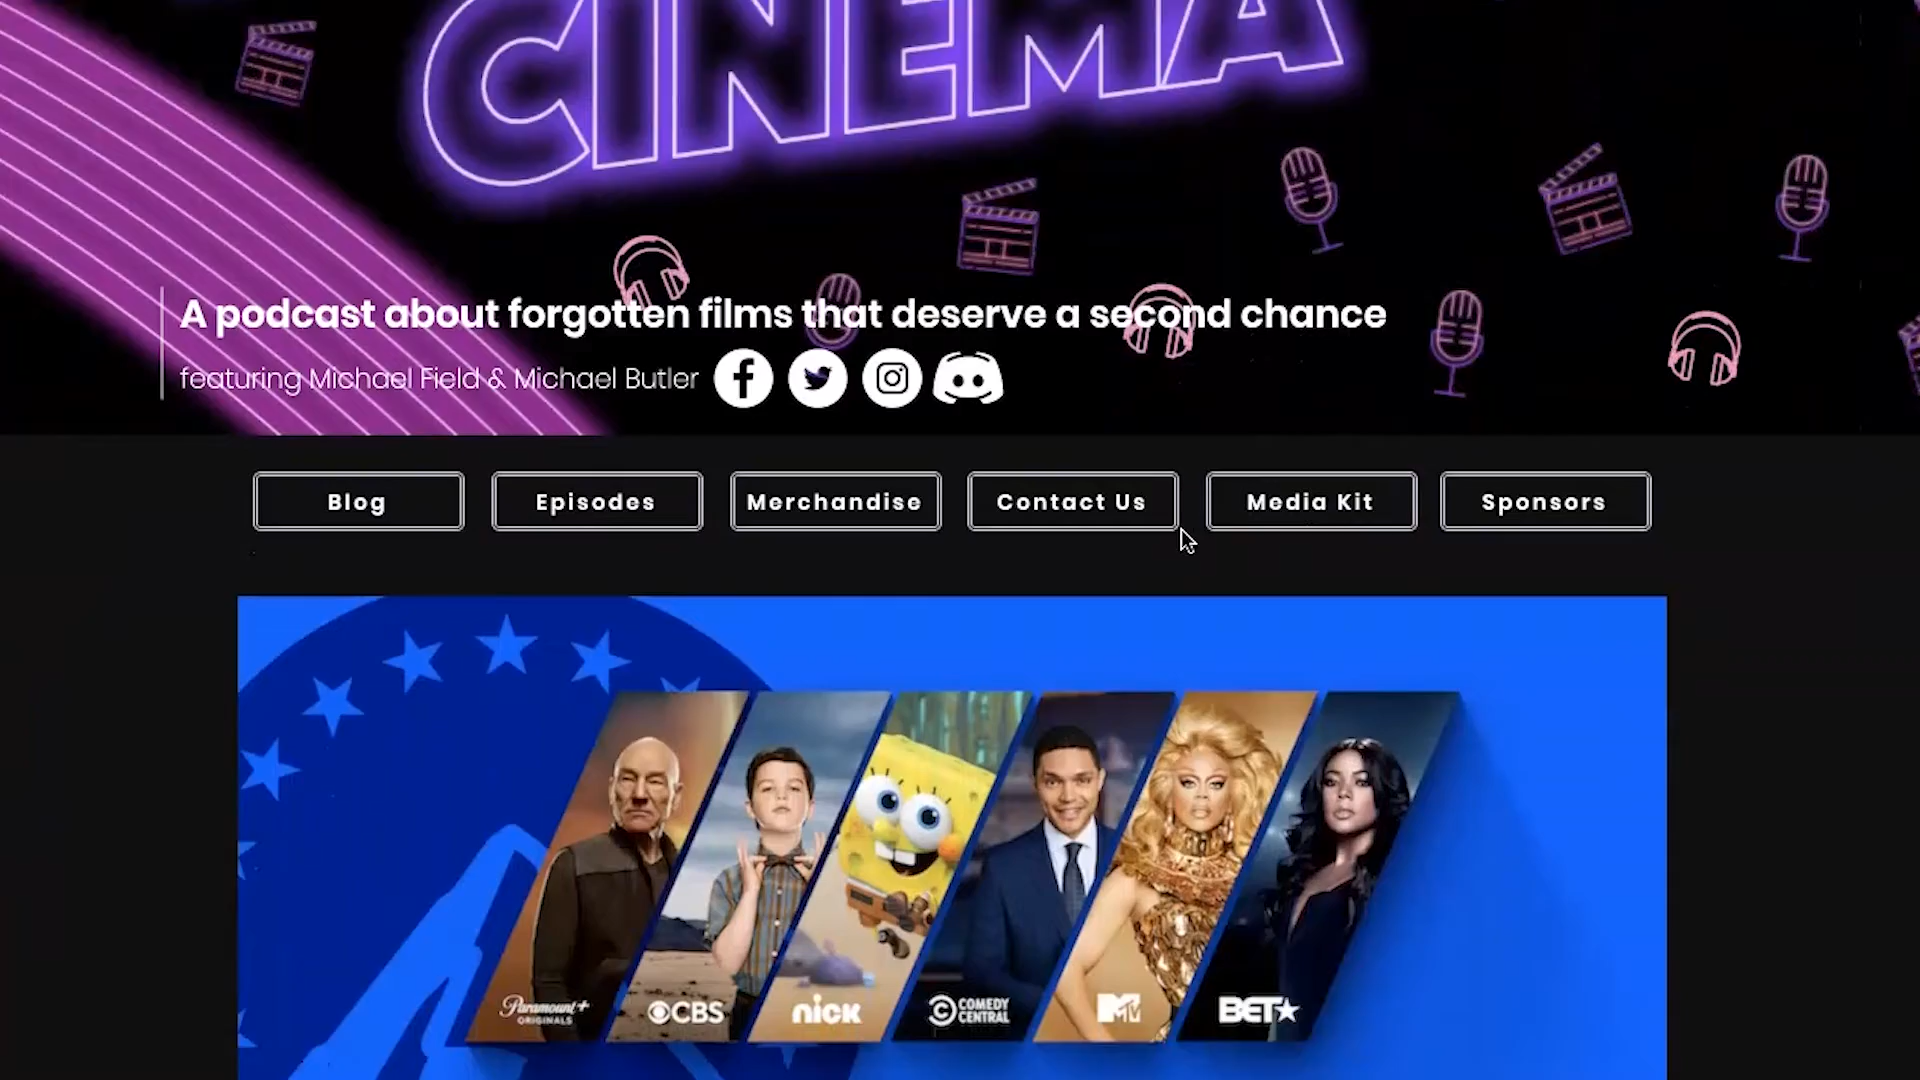 CINEMA
A podcast about forgotten films that deserve a second chance
featuring Michael Field & Michael Butler
Blog
Episodes
Merchandise
Contact Us
Media Kit
Sponsors
Paramount+
ORIGINALS
CBS
nick
COMEDY
CENTRAL
MTV
BET